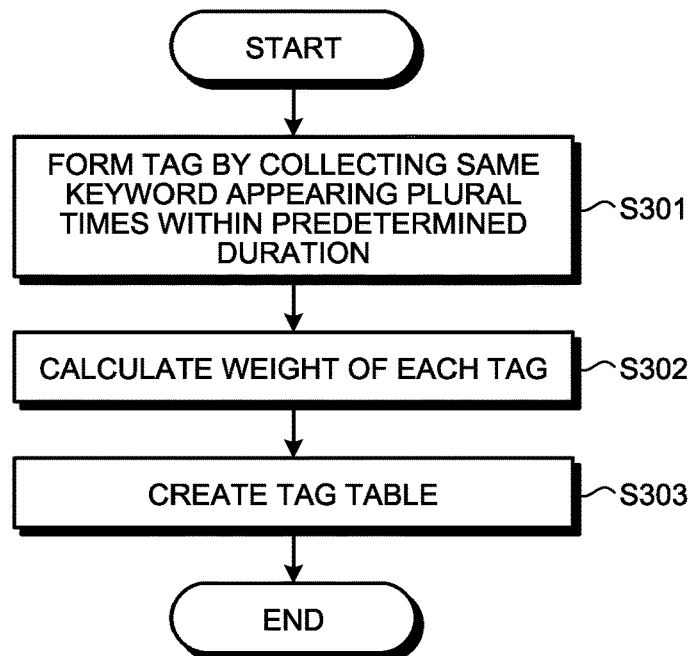 START
FORM TAG BY COLLECTING SAME
KEYWORD APPEARING PLURAL
TIMES WITHIN PREDETERMINED
DURATION
S301
CALCULATE WEIGHT OF EACH TAG
S302
CREATE TAG TABLE
S303
END